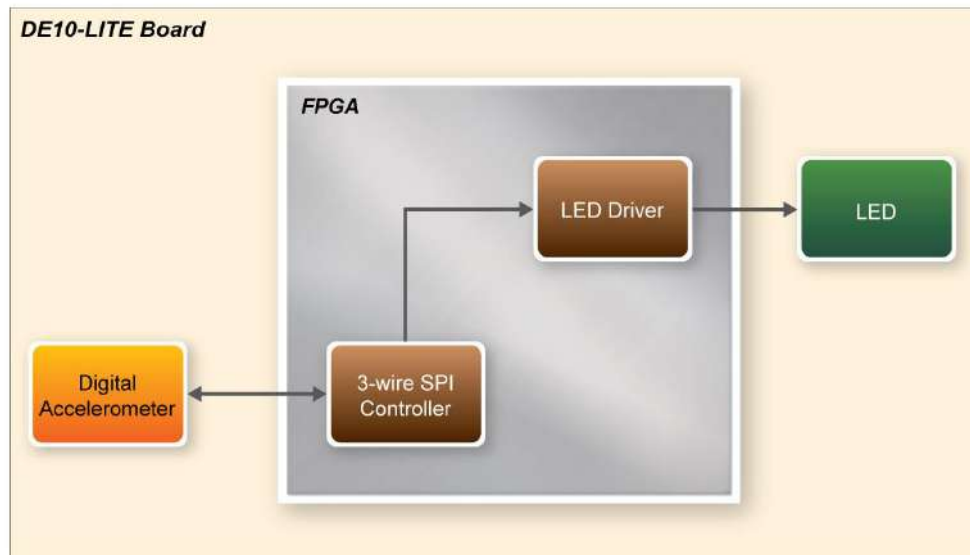 DE10-LITE Board
FPGA
LED Driver
LED
Digital
Accelerometer
3-wire SPI
Controller